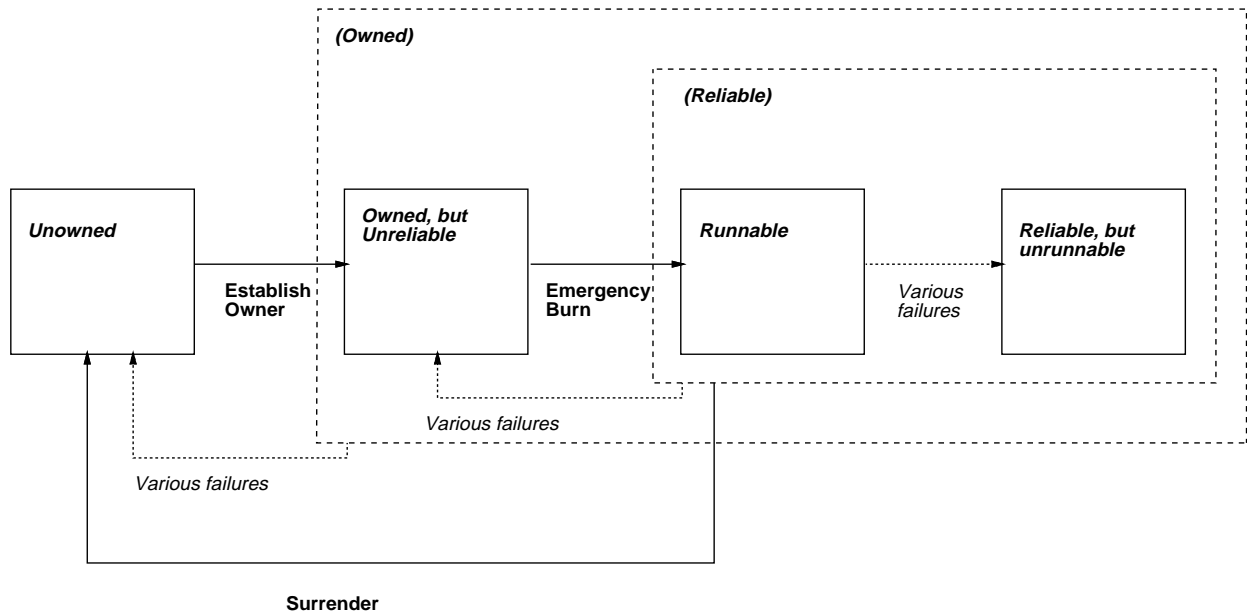 (Owned)
(Reliable)
Unowned
Owned, but
Unreliable
Runnable
Reliable, but
unrunnable
Establish
Owner
Emergency
Burn
Various
failures
Various failures
Various failures
Surrender